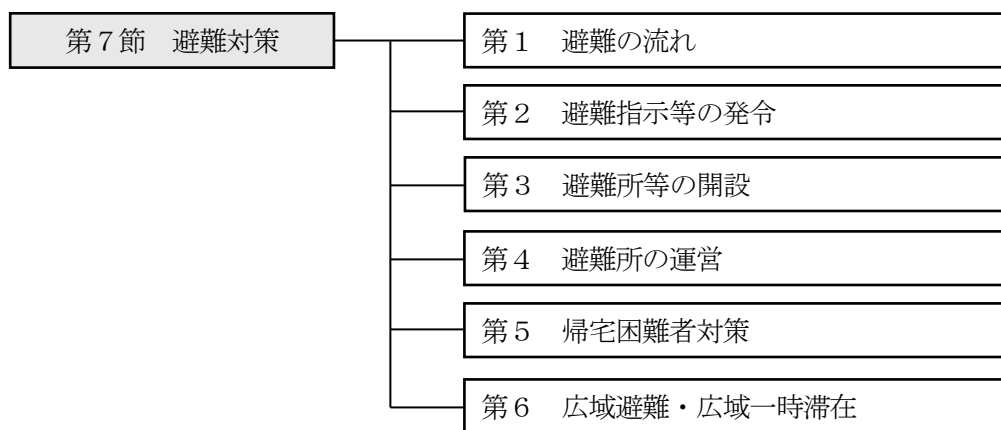 第７節　避難対策
第１　避難の流れ
第２　避難指示等の発令
第３　避難所等の開設
第４　避難所の運営
第５　帰宅困難者対策
第６　広域避難・広域一時滞在